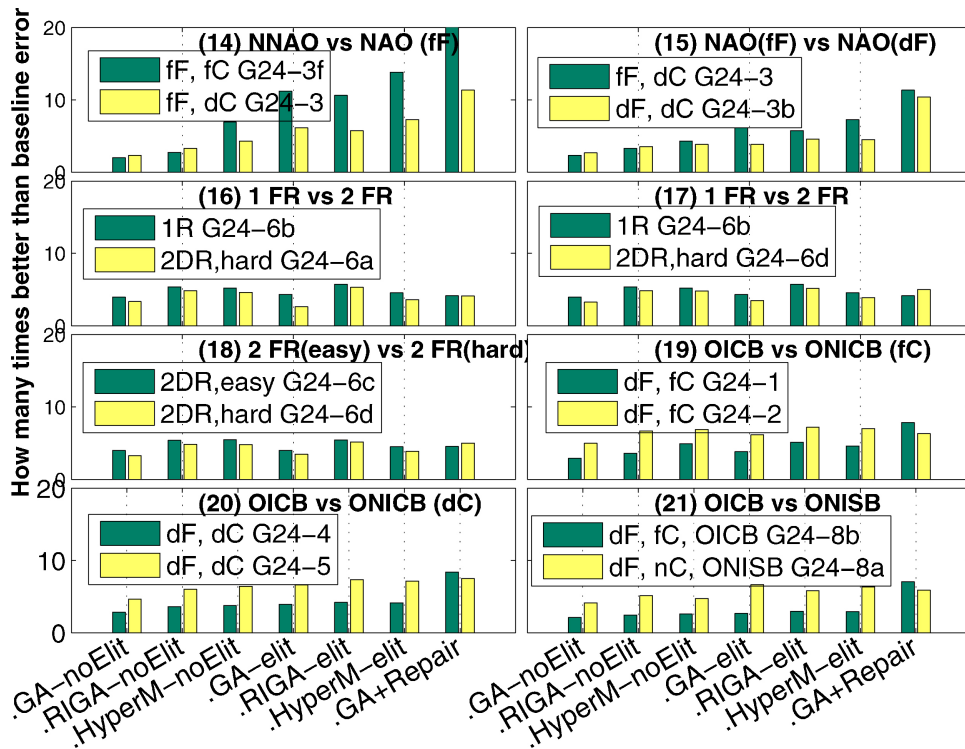 How many times better than baseline error
20
(14) NNAO vs NAO (fF)
fF, fC G24-3f
10
fF, dC G24-3
0
(15) NAO(fF) vs NAO(dF)
fF, dC G24-3
dF, dC G24-3b
20
(16) 1 FR vs 2 FR
1R G24-6b
10
2DR,hard G24-6a
0
(17) 1 FR vs 2 FR
1R G24-6b
2DR,hard G24-6d
20
(18) 2 FR(easy) vs 2 FR(hard)
2DR,easy G24-6c
10
2DR,hard G24-6d
0
(19) OICB vs ONICB (fC)
dF, fC G24-1
dF, fC G24-2
20
(20) OICB vs ONICB (dC)
dF, dC G24-4
10
dF, dC G24-5
0
(21) OICB vs ONISB
dF, fC, OICB G24-8b
dF, nC, ONISB G24-8a
.GA-noElit
.RIGA-noElit
.HyperM-noElit
.GA-elit
.RIGA-elit
.HyperM-elit
.GA+Repair
.GA-noElit
.RIGA-noElit
.HyperM-noElit
.GA-elit
.RIGA-elit
.HyperM-elit
.GA+Repair